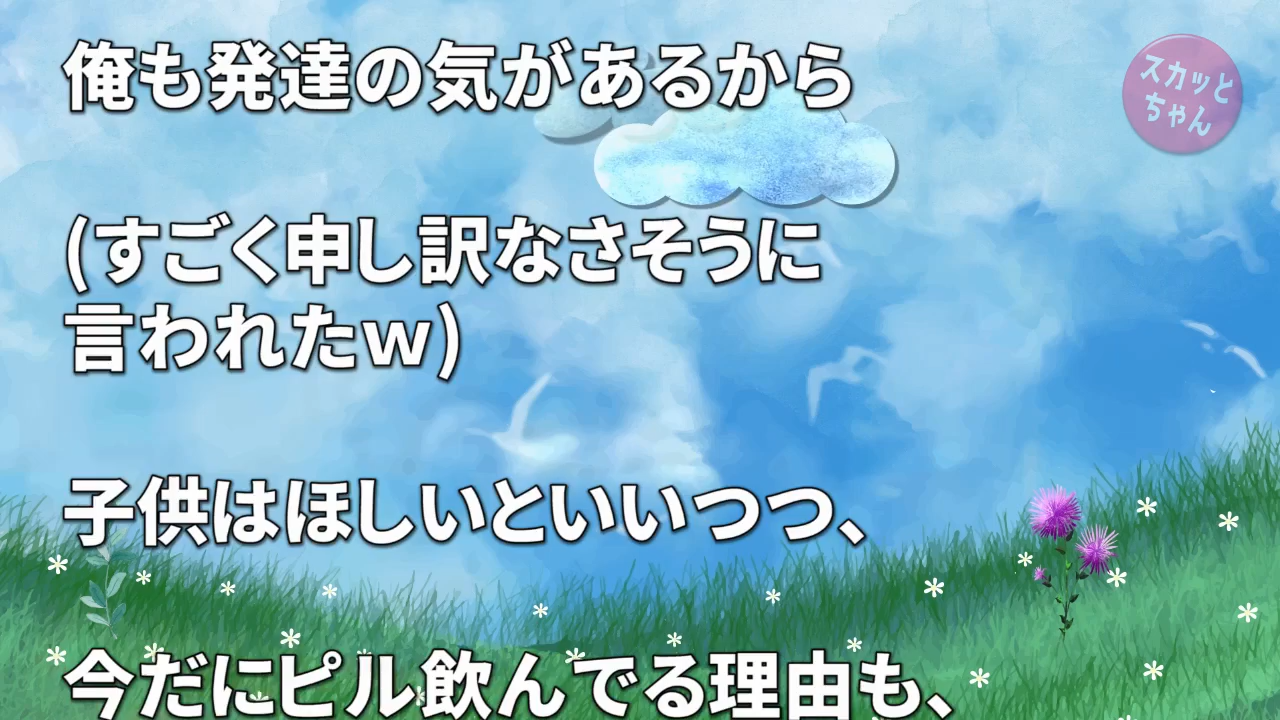 俺も発達の気があるから
スカッと
ちゃん
(すごく申し訳なさそうに
言われたw)
子供はほしいといいつつ、
今だにピル飲んでる理由も、